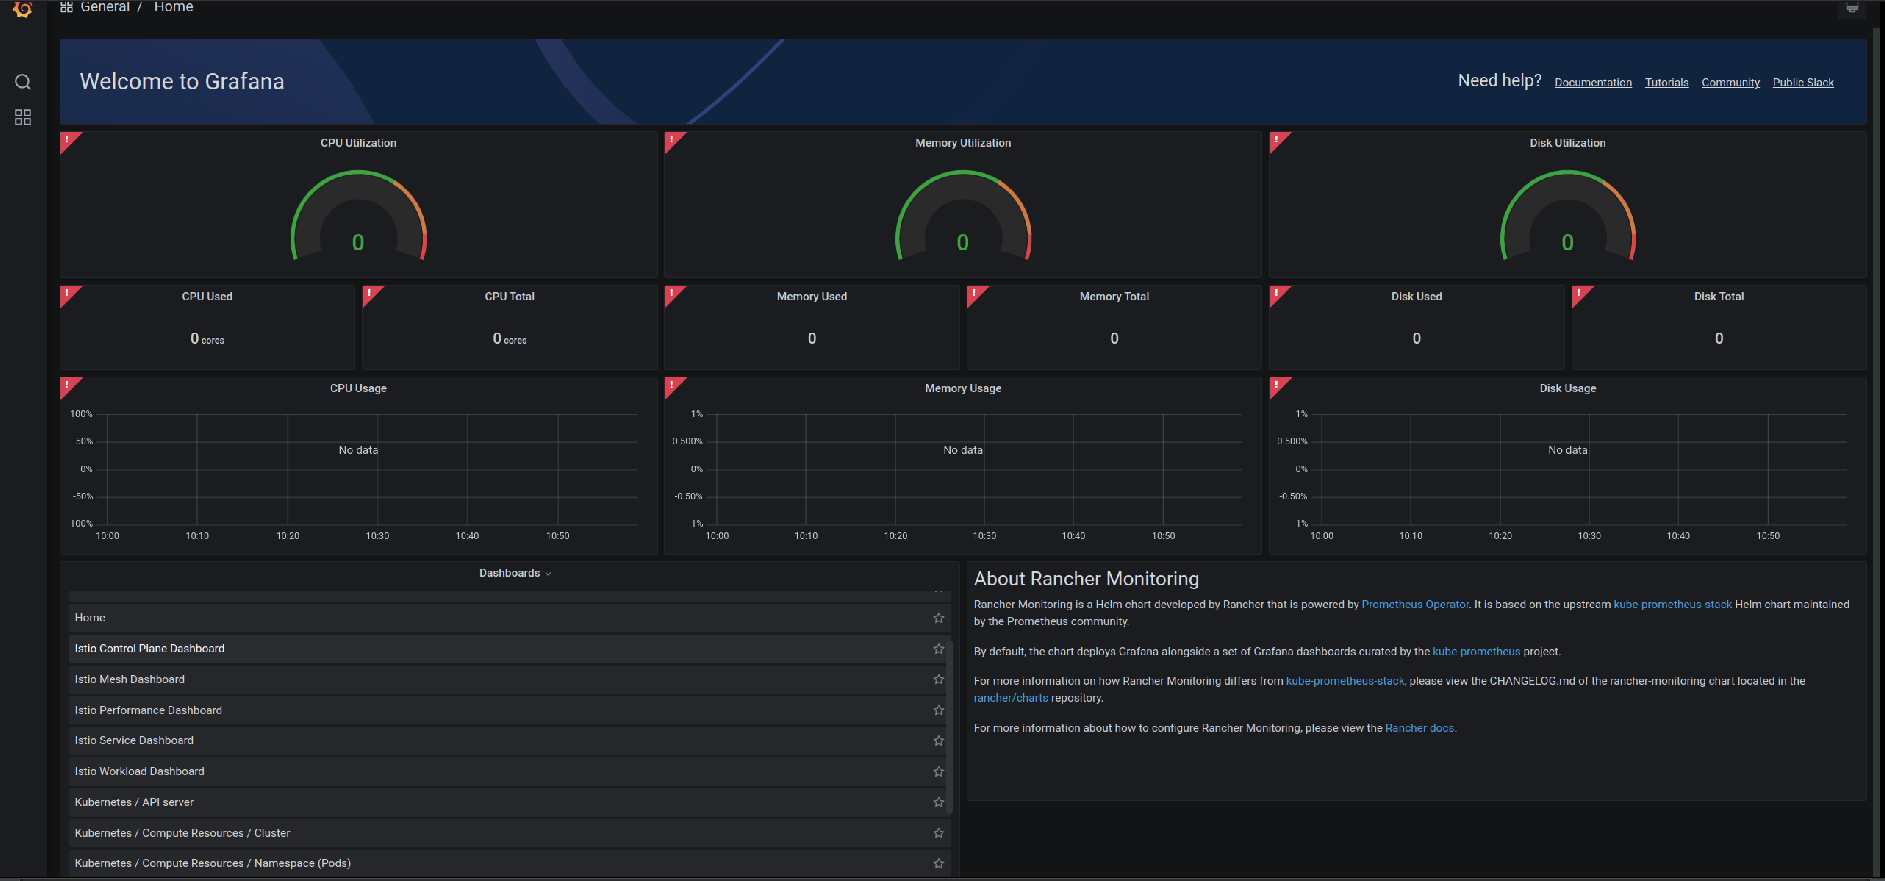 General / Home
Welcome to Grafana
Need help? Documentation Tutorials Community Public Slack
! CPU Utilization
0
! Memory Utilization
0
! Disk Utilization
0
! CPU Used
0 cores
! CPU Total
0 cores
! Memory Used
0
! Memory Total
0
! Disk Used
0
! Disk Total
0
! CPU Usage
100%
50%
0%
-50%
100%
No data
10:00 10:10 10:20 10:30 10:40 10:50
! Memory Usage
1%
0.500%
0%
-0.50%
1%
No data
10:00 10:10 10:20 10:30 10:40 10:50
! Disk Usage
1%
0.500%
0%
-0.50%
1%
No data
10:00 10:10 10:20 10:30 10:40 10:50
Dashboards
Home
Istio Control Plane Dashboard
Istio Mesh Dashboard
Istio Performance Dashboard
Istio Service Dashboard
Istio Workload Dashboard
Kubernetes / API server
Kubernetes / Compute Resources / Cluster
Kubernetes / Compute Resources / Namespace (Pods)
About Rancher Monitoring
Rancher Monitoring is a Helm chart developed by Rancher that is powered by Prometheus Operator. It is based on the upstream kube-prometheus-stack Helm chart maintained
by the Prometheus community.
By default, the chart deploys Grafana alongside a set of Grafana dashboards curated by the kube-prometheus project.
For more information on how Rancher Monitoring differs from kube-prometheus-stack, please view the CHANGELOG.md of the rancher-monitoring chart located in the
rancher/charts repository.
For more information about how to configure Rancher Monitoring, please view the Rancher docs.